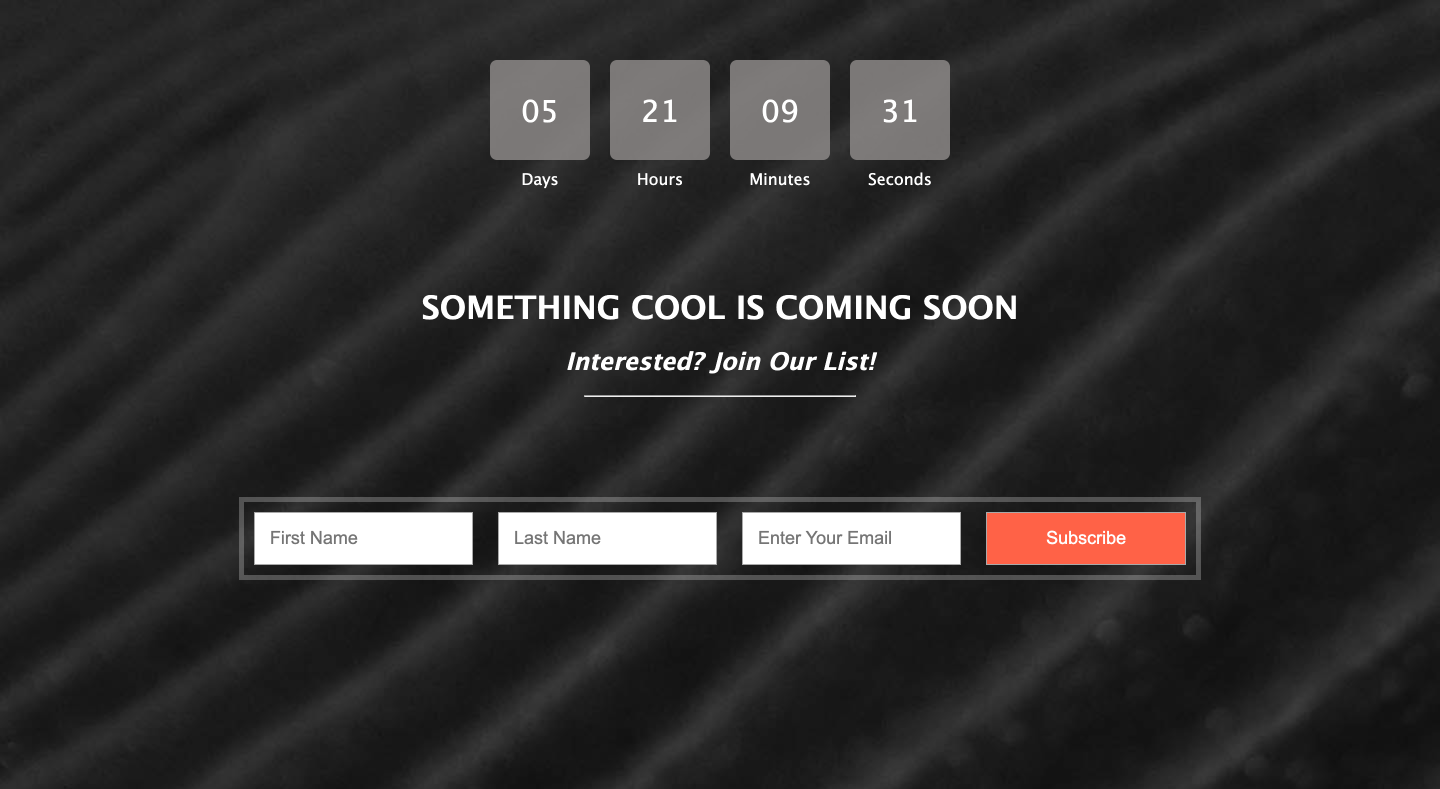 05 21 09 31
Days Hours Minutes Seconds
SOMETHING COOL IS COMING SOON
Interested? Join Our List!
First Name Last Name Enter Your Email Subscribe